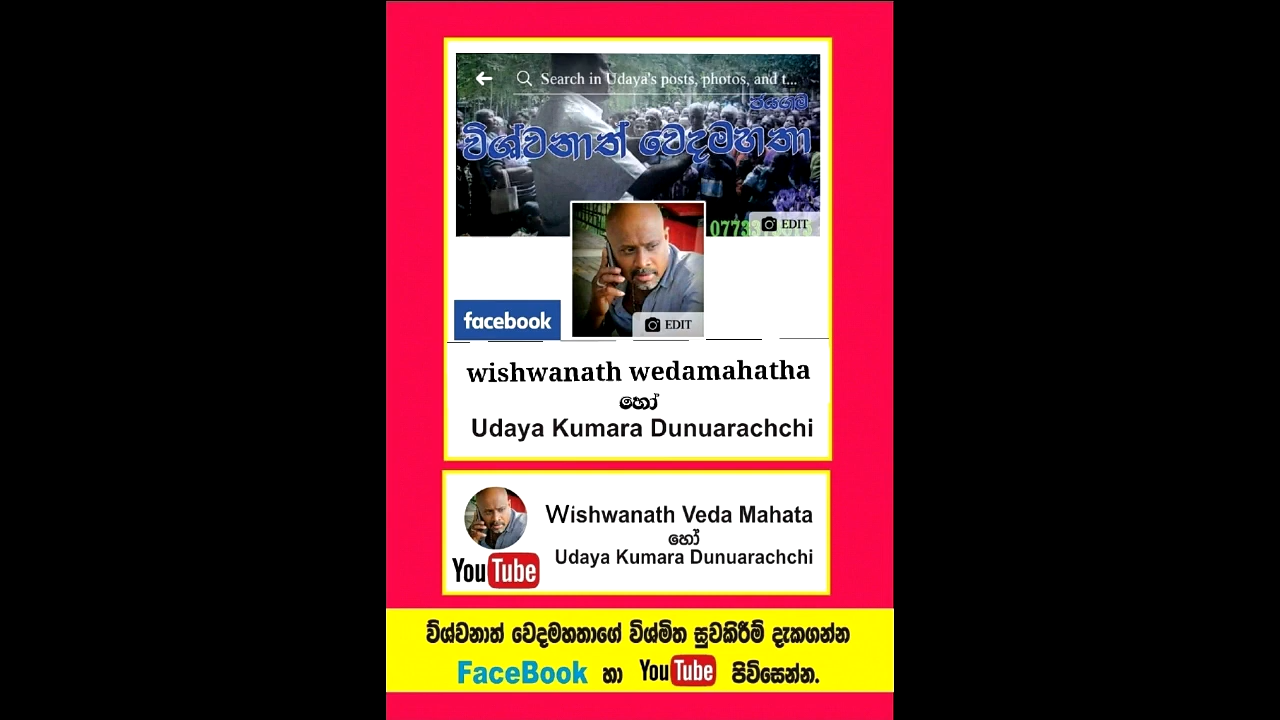 Search in Udaya's posts, photos, and t...
ජයගම
විශ්වනාත් වෙදමහතා
EDIT
EDIT
facebook
wishwanath wedamahatha
හෝ
Udaya Kumara Dunuarachchi
Wishwanath Veda Mahata
හෝ
Udaya Kumara Dunuarachchi
YouTube
විශ්වනාත් වෙදමහතාගේ විශ්මිත සුවකිරීම් දැකගන්න
FaceBook හා YouTube පිවිසෙන්න.